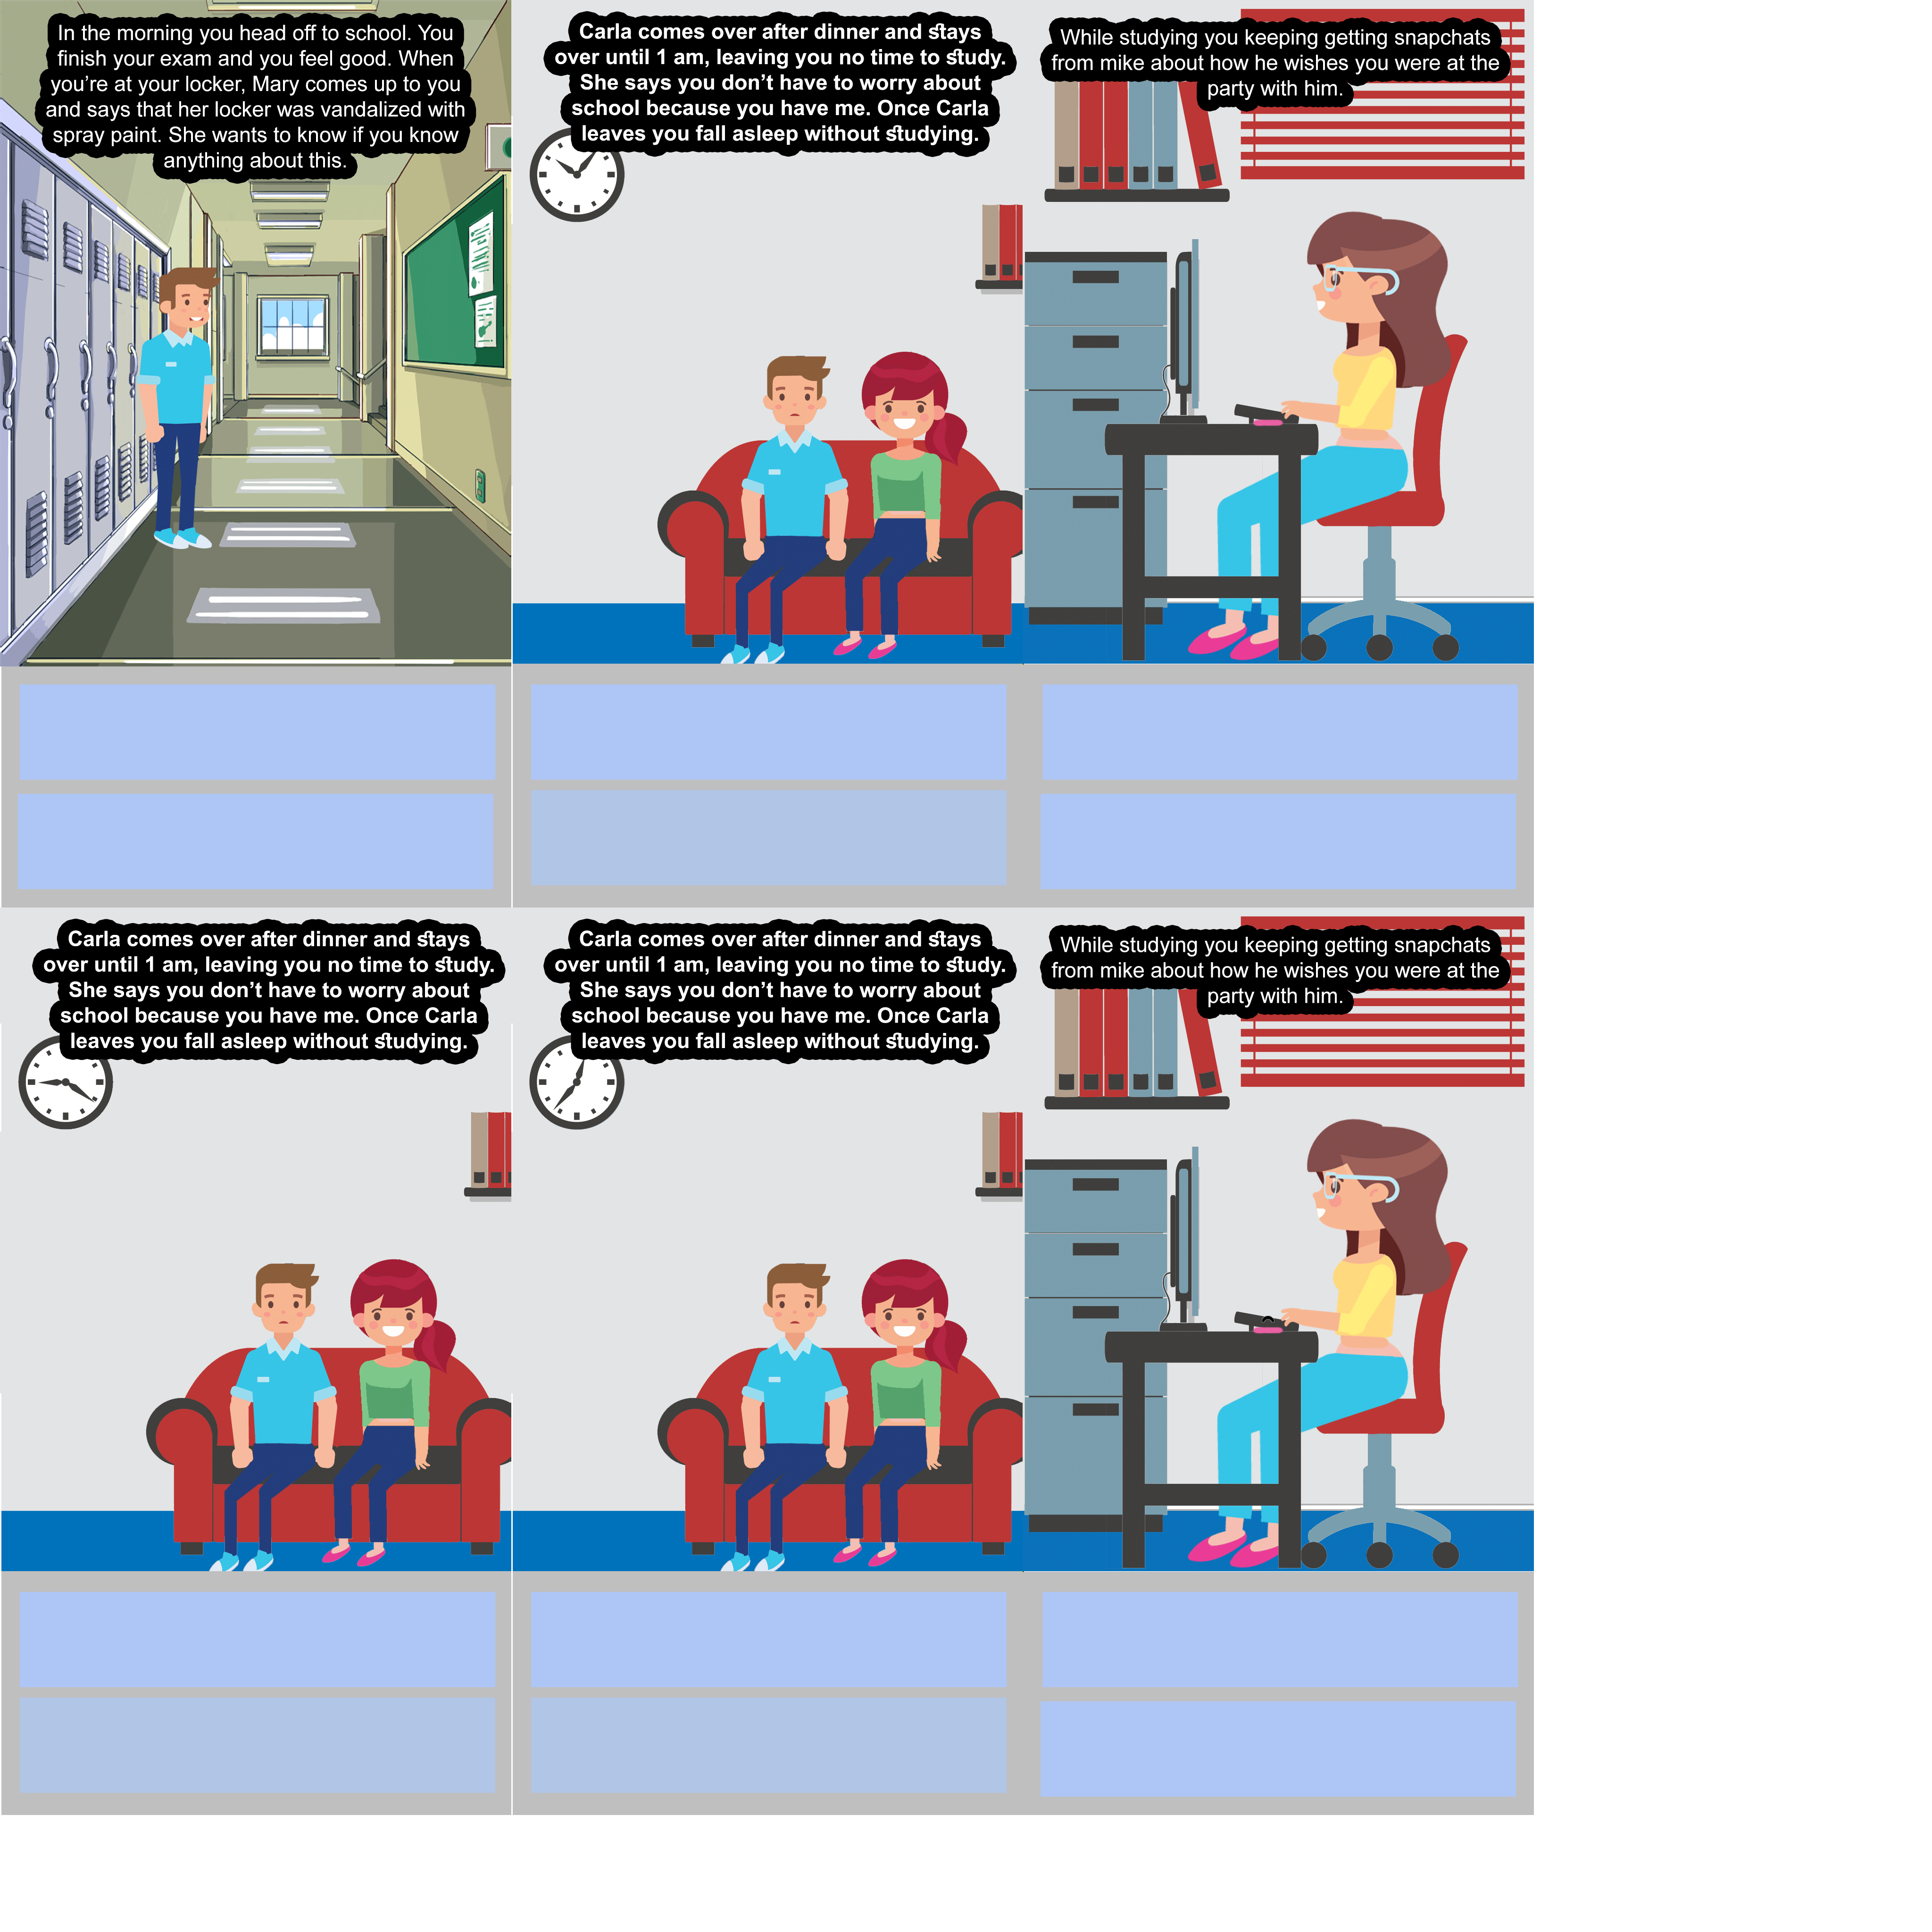 In the morning you head off to school. You
finish your exam and you feel good. When
you're at your locker, Mary comes up to you
and says that her locker was vandalized with
spray paint. She wants to know if you know
anything about this.
Carla comes over after dinner and stays
over until 1 am, leaving you no time to study.
She says you don't have to worry about
school because you have me. Once Carla
leaves you fall asleep without studying.
While studying you keeping getting snapchats
from mike about how he wishes you were at the
party with him.
Carla comes over after dinner and stays
over until 1 am, leaving you no time to study.
She says you don't have to worry about
school because you have me. Once Carla
leaves you fall asleep without studying.
Carla comes over after dinner and stays
over until 1 am, leaving you no time to study.
She says you don't have to worry about
school because you have me. Once Carla
leaves you fall asleep without studying.
While studying you keeping getting snapchats
from mike about how he wishes you were at the
party with him.